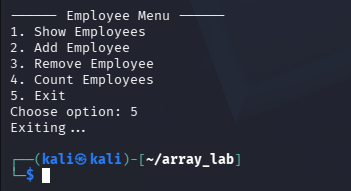 ------ Employee Menu ------
1. Show Employees
2. Add Employee
3. Remove Employee
4. Count Employees
5. Exit
Choose option: 5
Exiting...
┌──(kali㉿kali)-[~/array_lab]
└─$